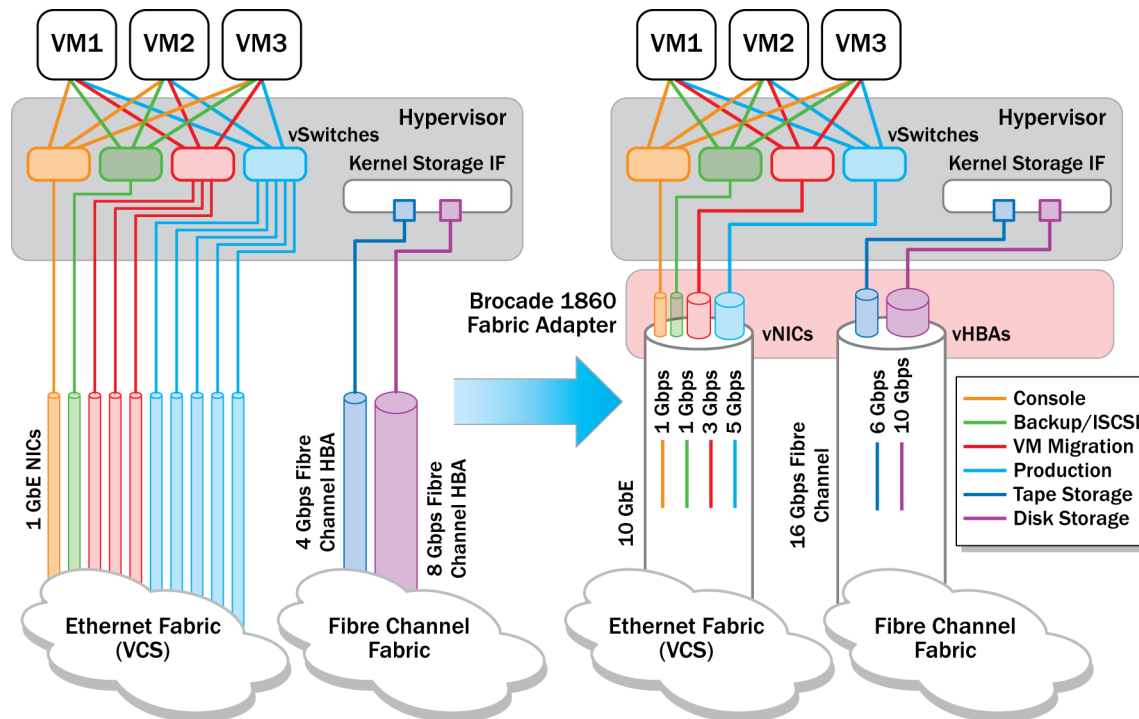 VM1
VM2
VM3
Hypervisor
vSwitches
Kernel Storage IF
1 GbE NICs
4 Gbps Fibre
Channel HBA
8 Gbps Fibre
Channel HBA
Ethernet Fabric
(VCS)
Fibre Channel
Fabric
Brocade 1860
Fabric Adapter
VM1
VM2
VM3
Hypervisor
vSwitches
Kernel Storage IF
vNICs
vHBAs
1 Gbps
1 Gbps
3 Gbps
5 Gbps
10 GbE
6 Gbps
10 Gbps
16 Gbps Fibre
Channel
Ethernet Fabric
(VCS)
Fibre Channel
Fabric
Console
Backup/ISCSI
VM Migration
Production
Tape Storage
Disk Storage